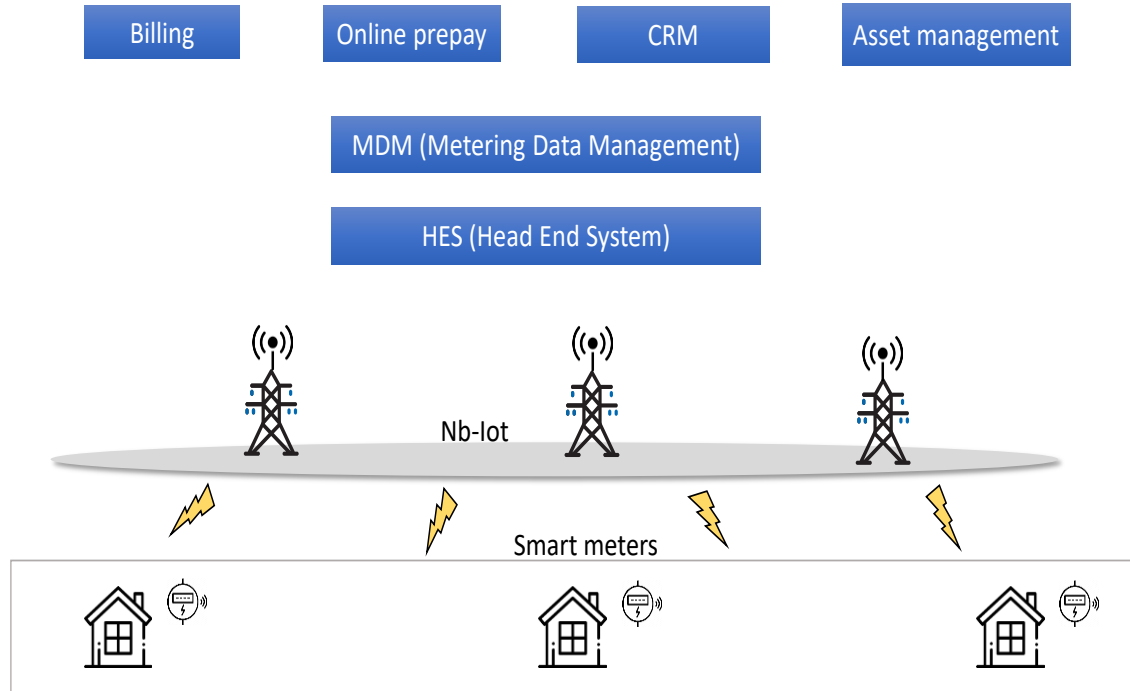 Billing
Online prepay
CRM
Asset management
MDM (Metering Data Management)
HES (Head End System)
Nb-Iot
Smart meters